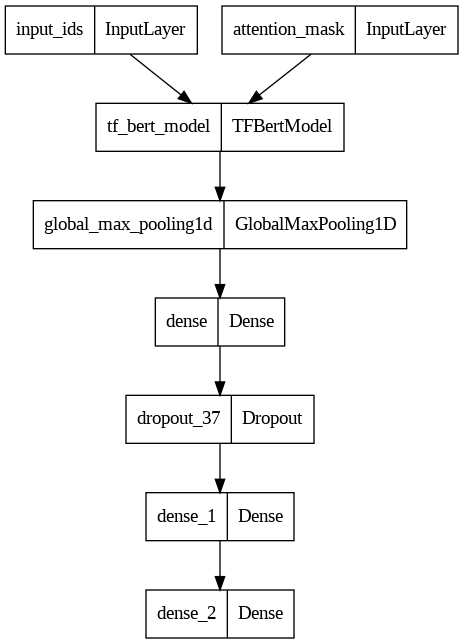 input_ids InputLayer attention_mask InputLayer
tf_bert_model TFBertModel
global_max_pooling1d GlobalMaxPooling1D
dense Dense
dropout_37 Dropout
dense_1 Dense
dense_2 Dense